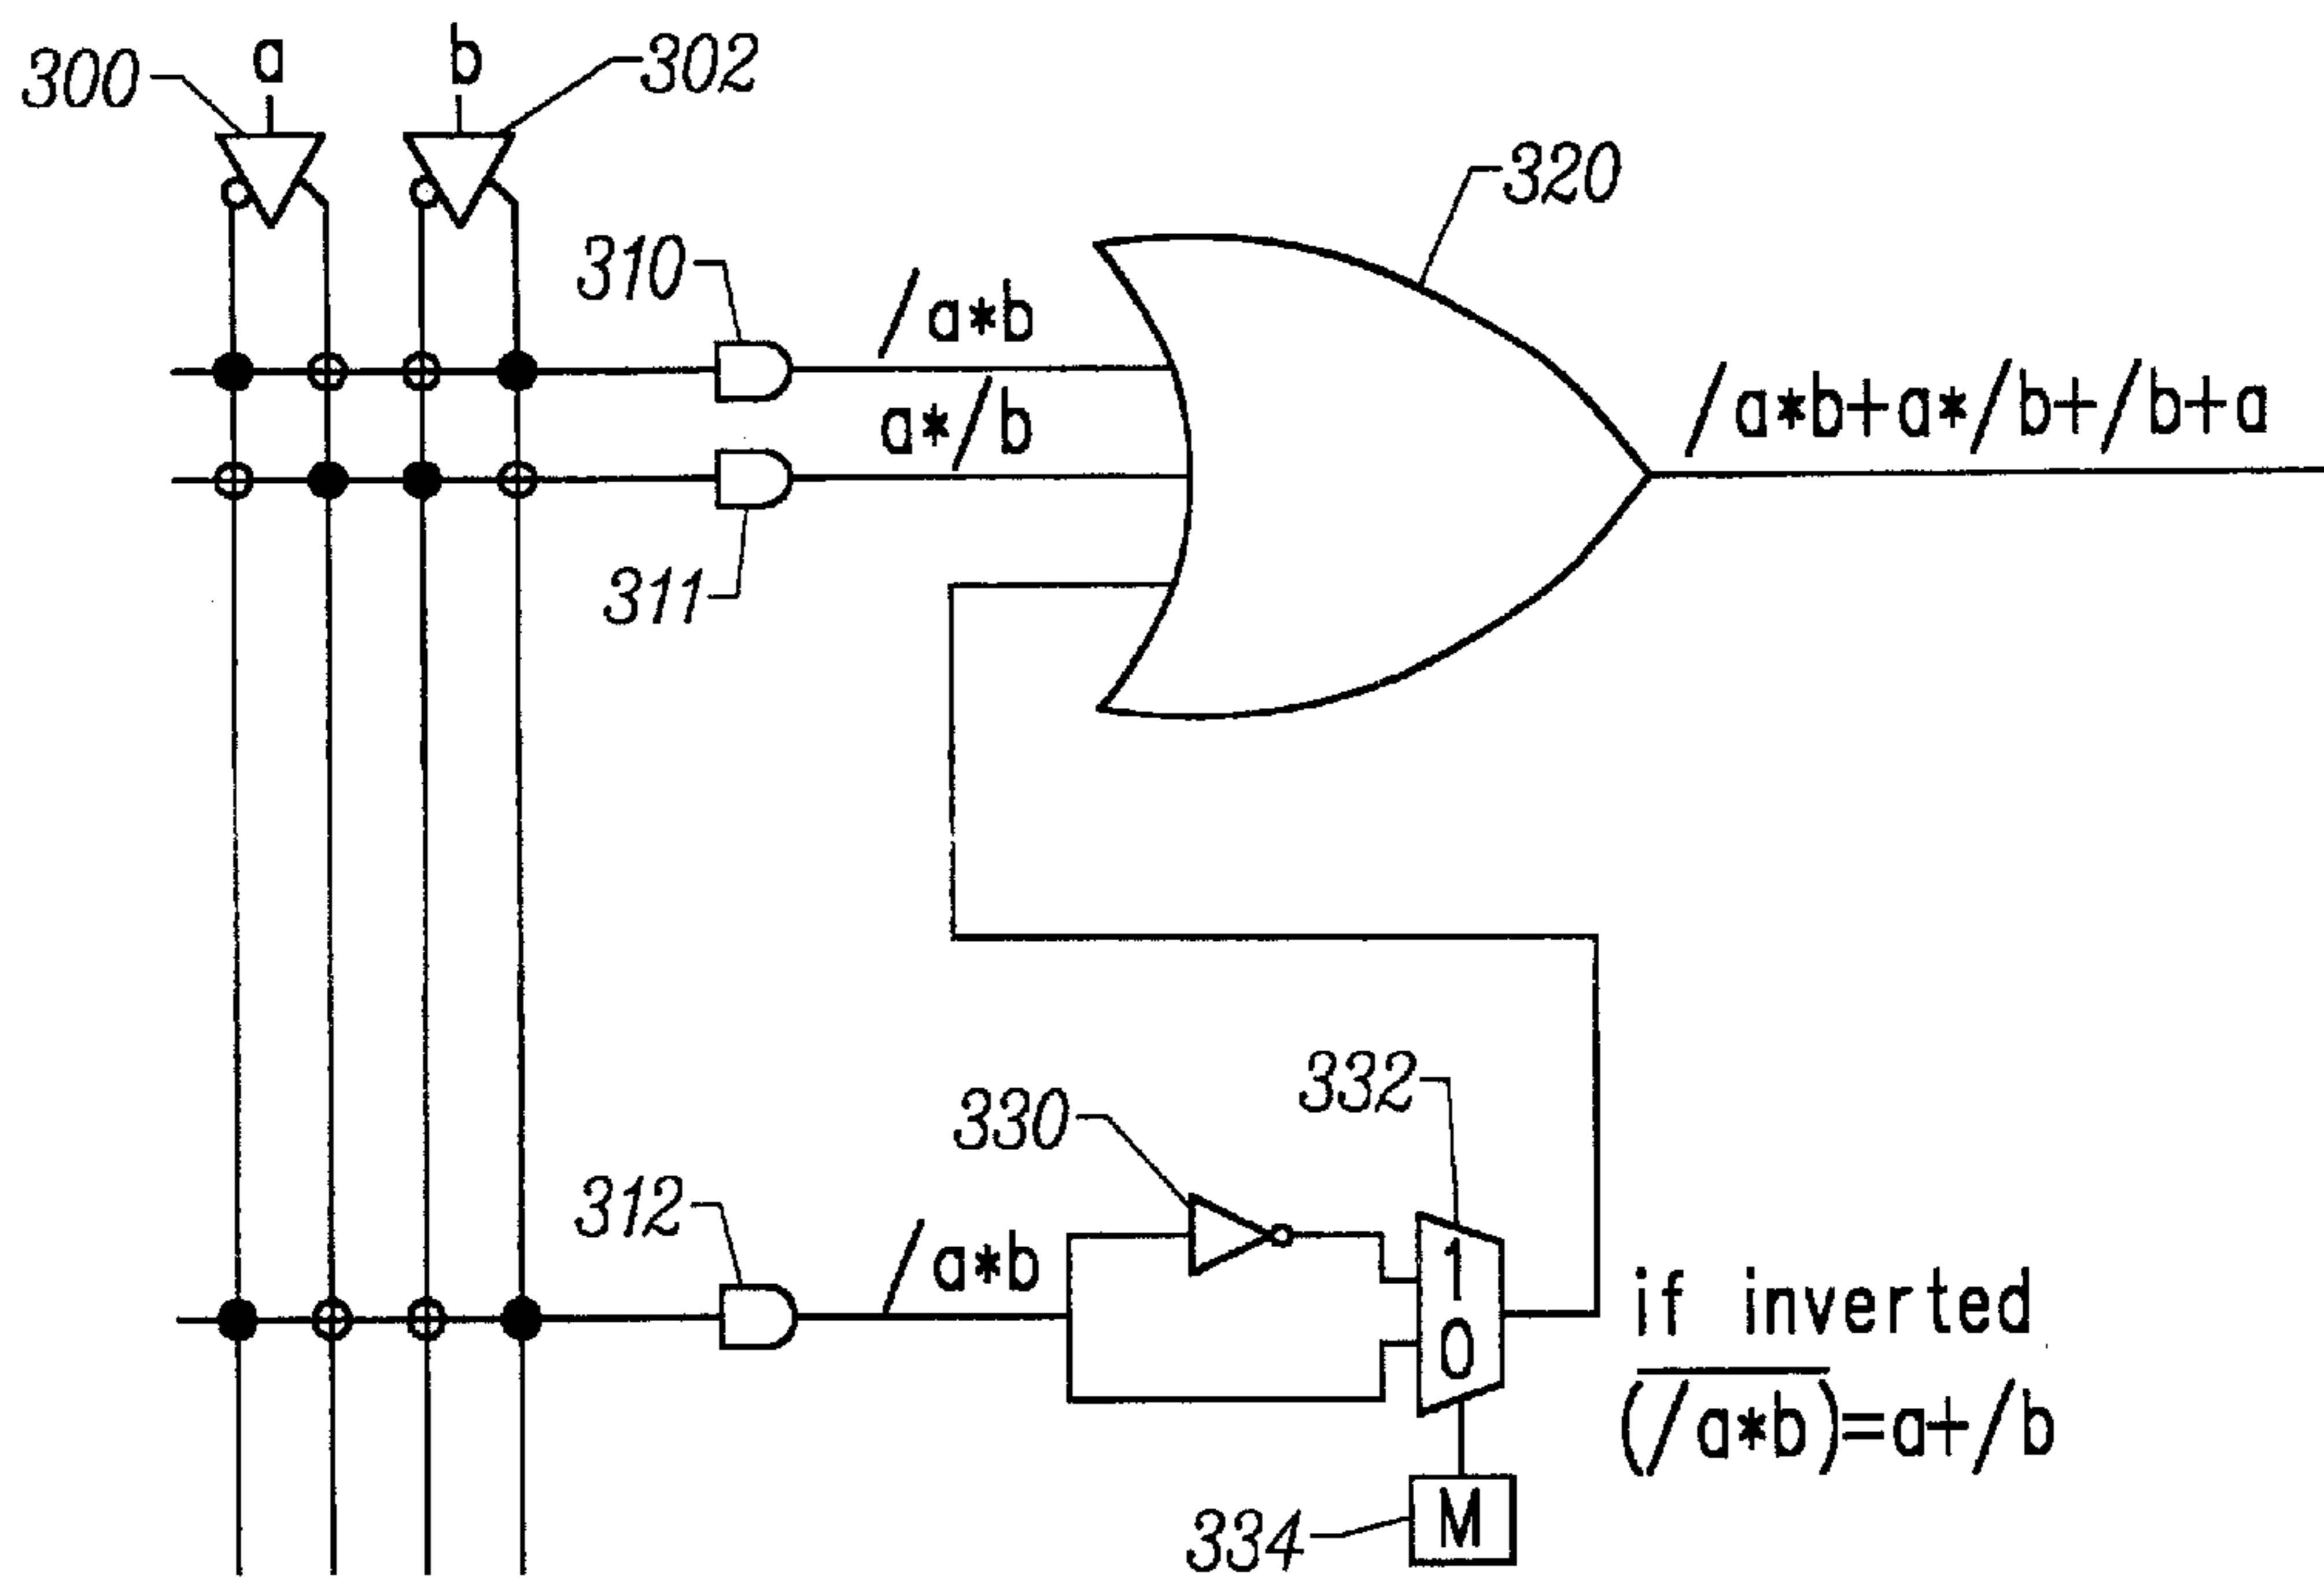 300
a
b
302
310
/a*b
320
a*/b
/a*b+a*/b+/b+a
311
332
330
312
/a*b
1
0
if inverted
(/a*b)=a+/b
M
334